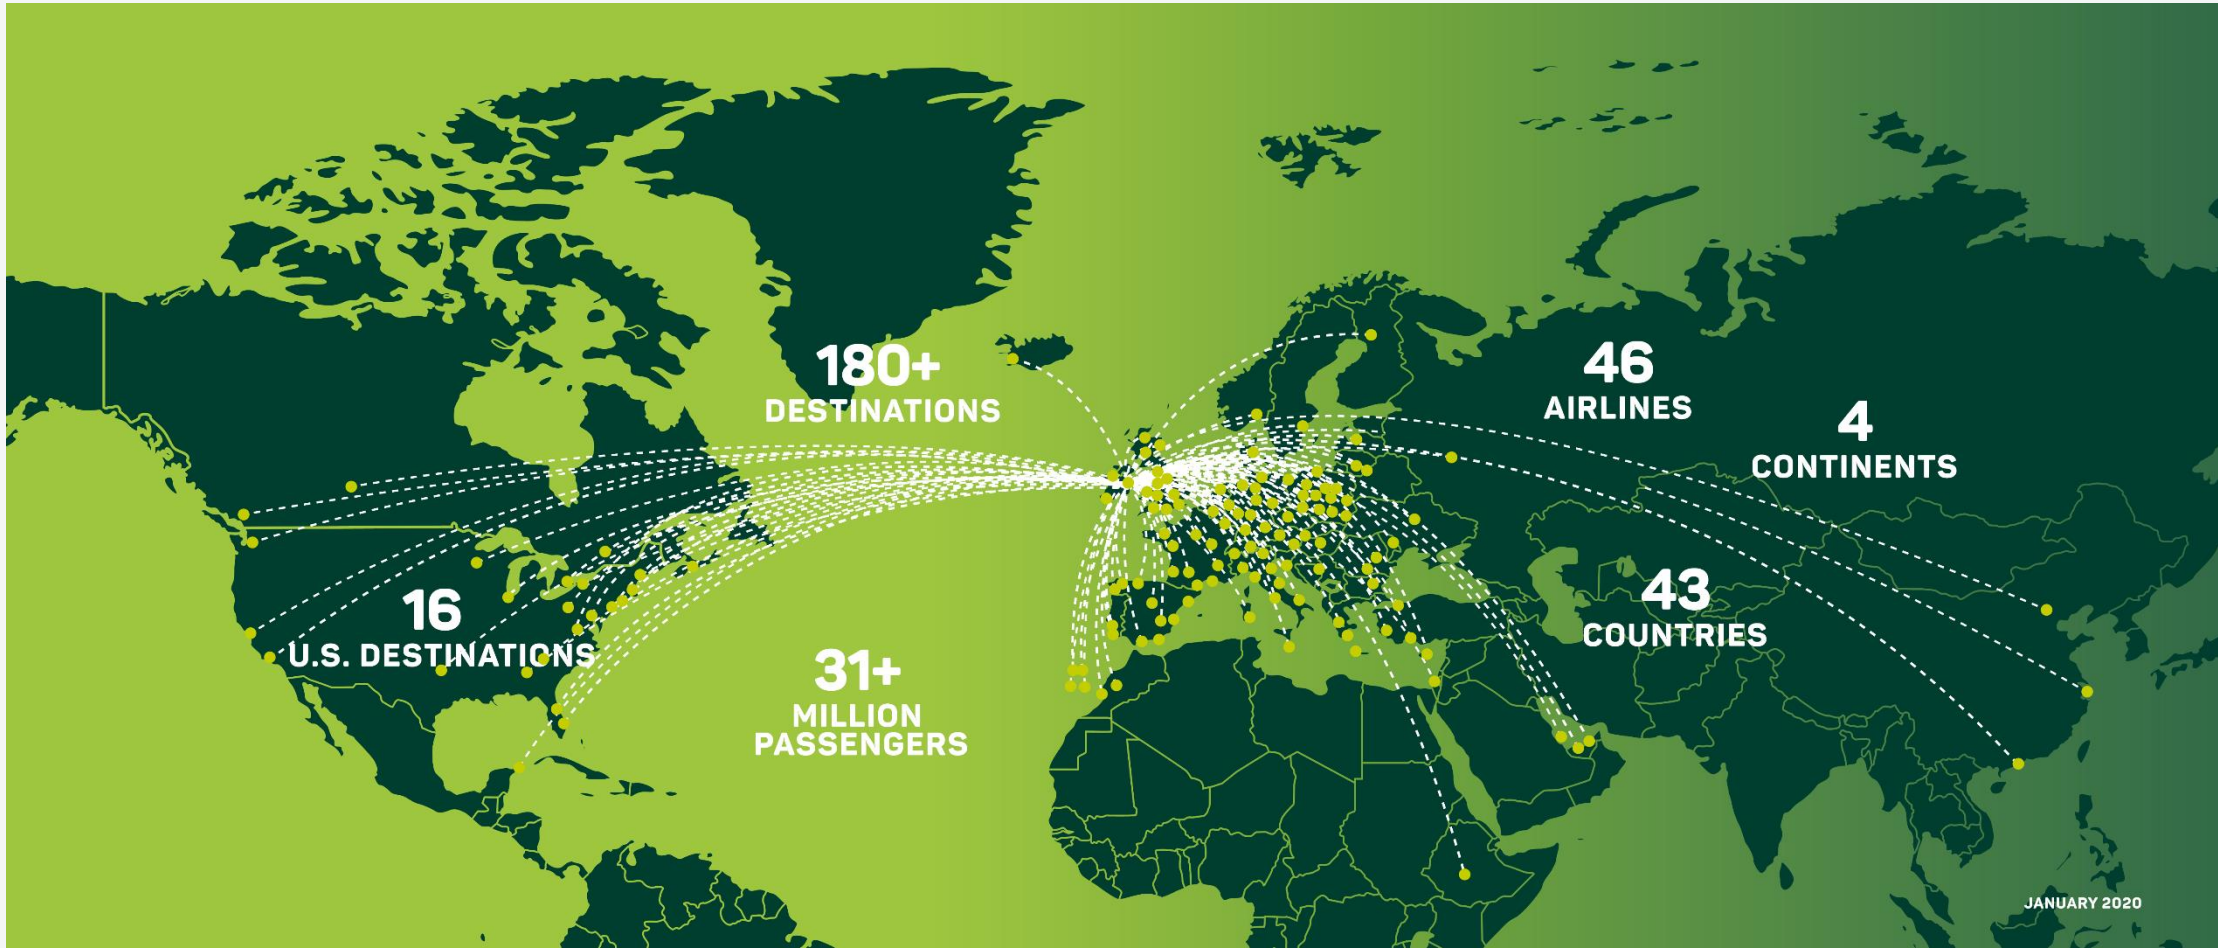 180+
DESTINATIONS
46
AIRLINES
4
CONTINENTS
16
U.S. DESTINATIONS
43
COUNTRIES
31+
MILLION
PASSENGERS
JANUARY 2020